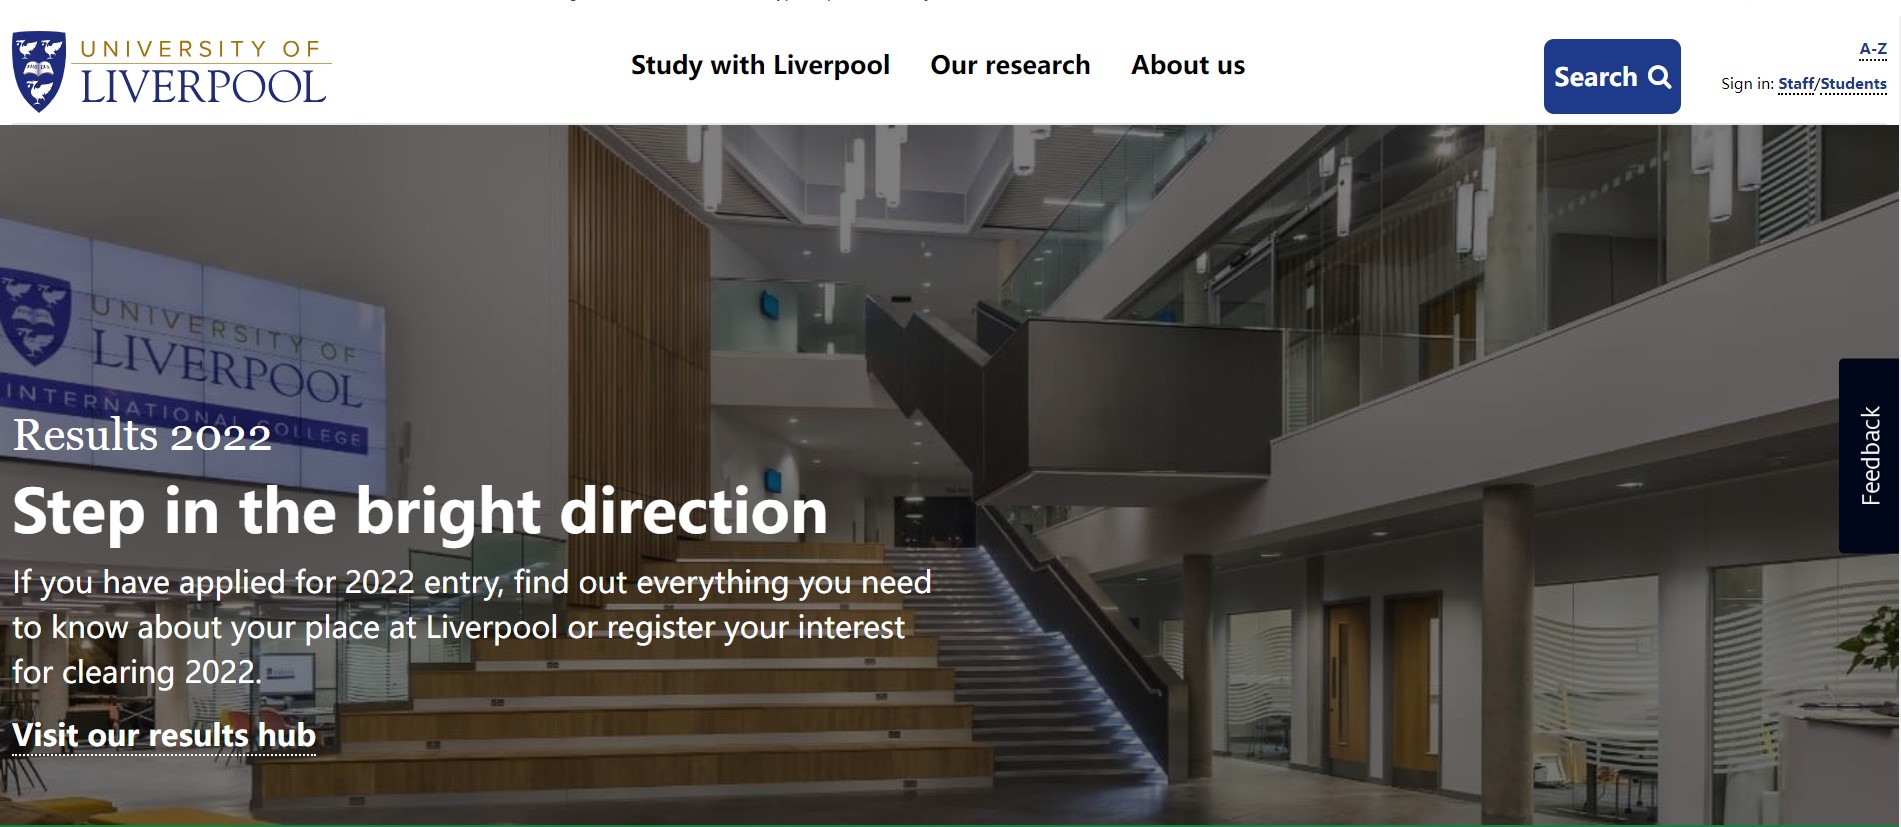 UNIVERSITY OF
LIVERPOOL
Study with Liverpool
Our research
About us
Search
A-Z
Sign in: Staff/Students
UNIVERSITY OF
LIVERPOOL
INTERNATIONAL COLLEGE
Results 2022
Step in the bright direction
If you have applied for 2022 entry, find out everything you need
to know about your place at Liverpool or register your interest
for clearing 2022.
Visit our results hub
Feedback